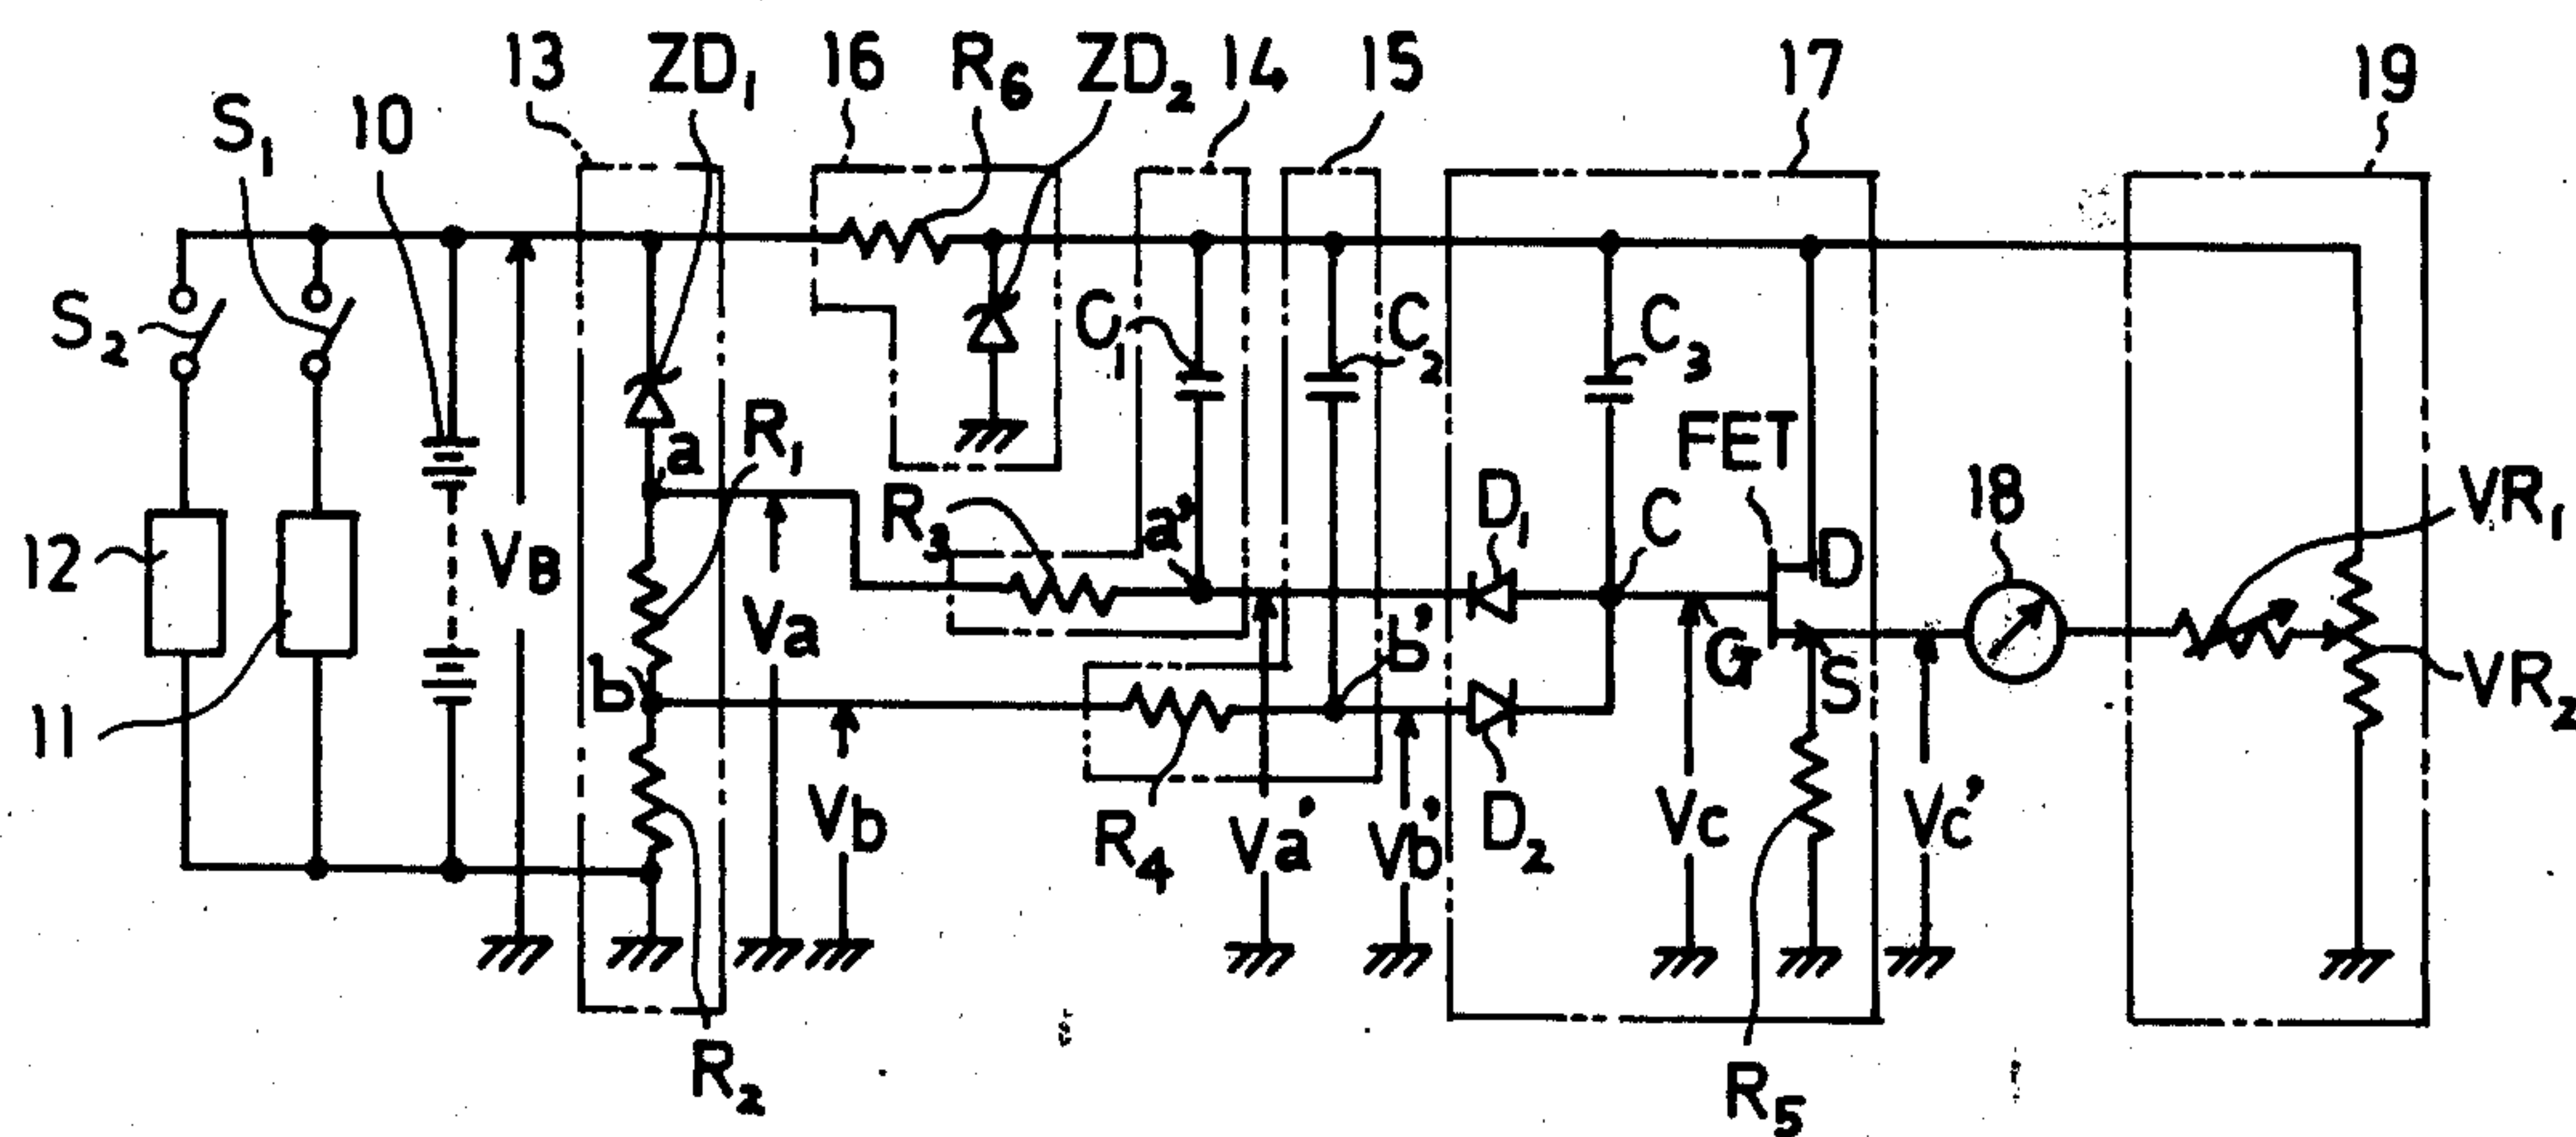 13 ZD1 16 R6 ZD2 14 15 17 19
S1 10
S2 C1 C2 C3
R1 a FET
R3 a' D1 C 18 VR1
12 VB D
Va b b' G S VR2
11
Vb R4 Va' Vb' D2 Vc Vc'
R2 R5